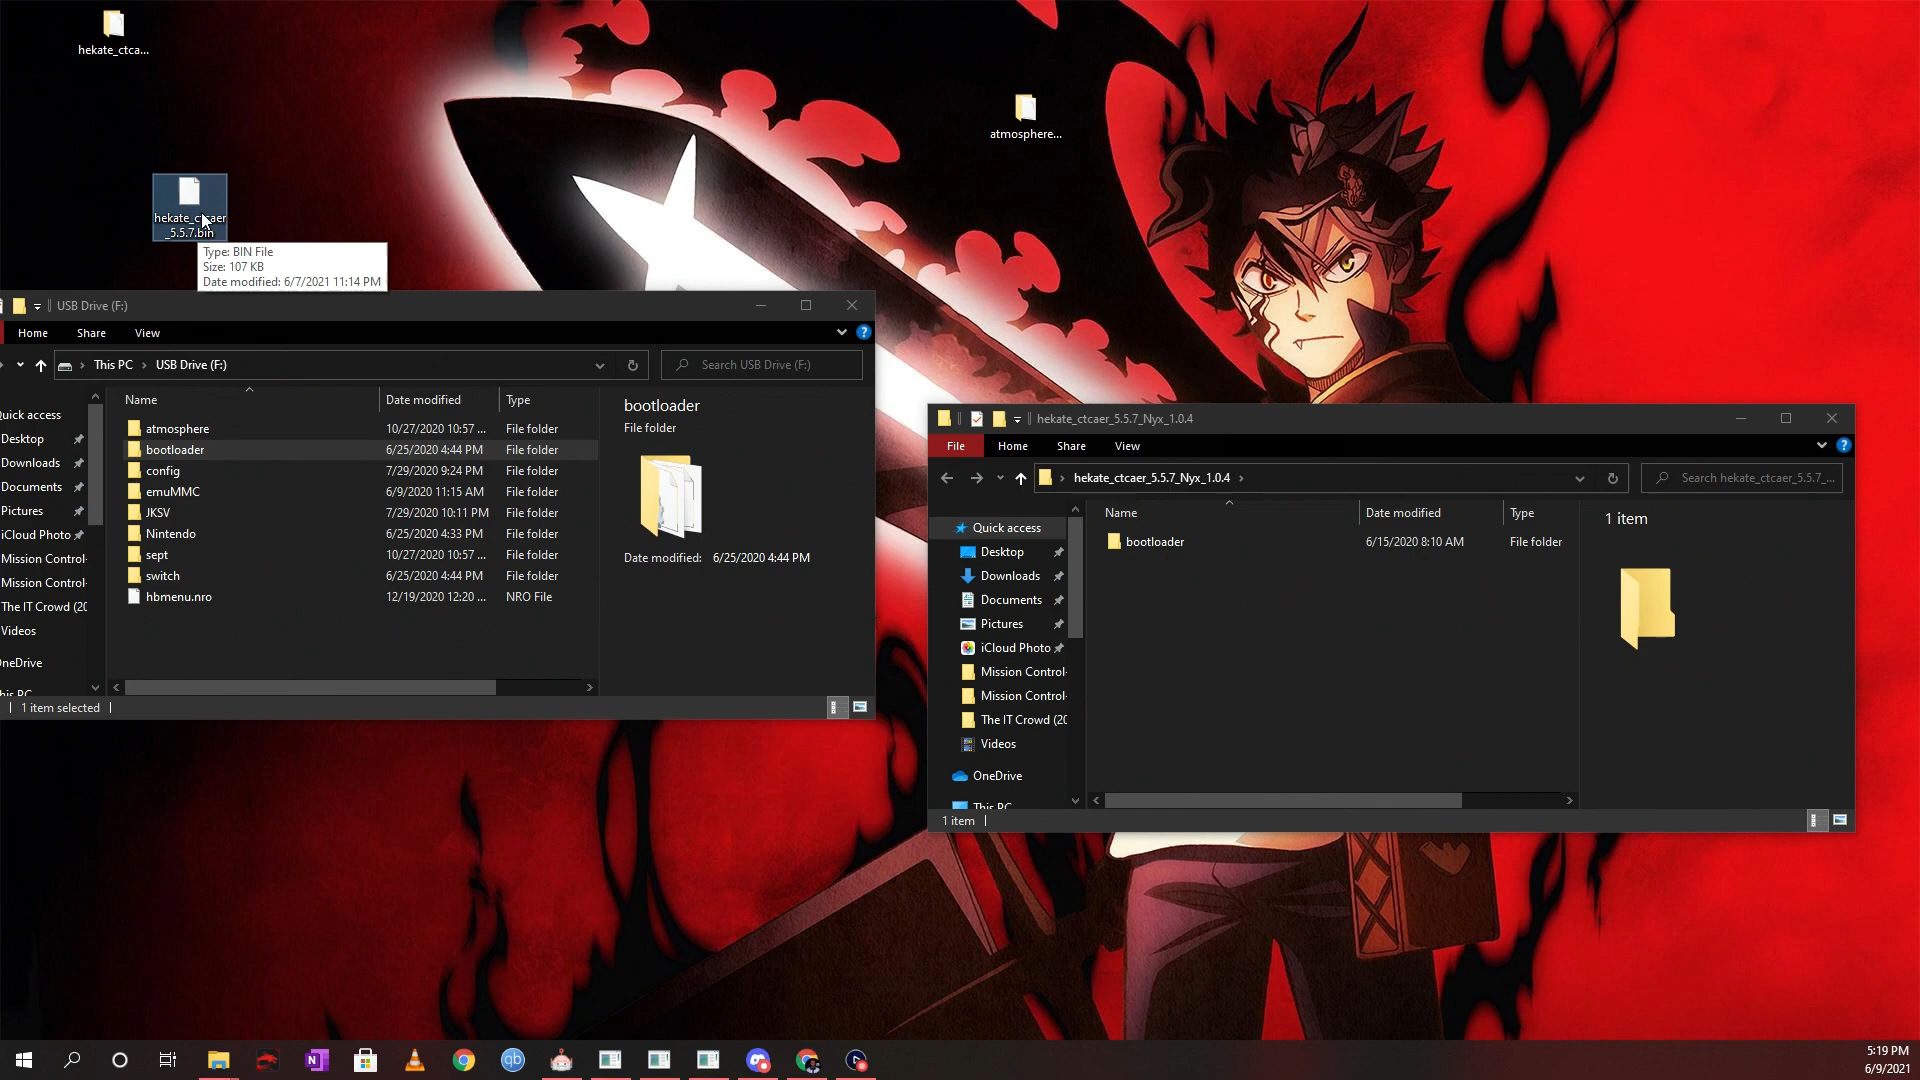 hekate_ctca...
atmosphere...
hekate_ctcaer
_5.5.7.bin
Type: BIN File
Size: 107 KB
Date modified: 6/7/2021 11:14 PM
USB Drive (F:)
Home
Share
View
This PC
USB Drive (F:)
Search USB Drive (F:)
uick access
Desktop
Downloads
Documents
Pictures
iCloud Photo
Mission Control-
Mission Control-
The IT Crowd (20
Videos
neDrive
his PC
Name
Date modified
Type
atmosphere
10/27/2020 10:57 ...
File folder
bootloader
6/25/2020 4:44 PM
File folder
config
7/29/2020 9:24 PM
File folder
emuMMC
6/9/2020 11:15 AM
File folder
JKSV
7/29/2020 10:11 PM
File folder
Nintendo
6/25/2020 4:33 PM
File folder
sept
10/27/2020 10:57 ...
File folder
switch
6/25/2020 4:44 PM
File folder
hbmenu.nro
12/19/2020 12:20 ...
NRO File
bootloader
File folder
Date modified: 6/25/2020 4:44 PM
1 item selected
hekate_ctcaer_5.5.7_Nyx_1.0.4
File
Home
Share
View
hekate_ctcaer_5.5.7_Nyx_1.0.4
Search hekate_ctcaer_5.5.7_...
Quick access
Desktop
Downloads
Documents
Pictures
iCloud Photo
Mission Control-
Mission Control-
The IT Crowd (20
Videos
OneDrive
This PC
Name
Date modified
Type
bootloader
6/15/2020 8:10 AM
File folder
1 item
1 item
N
qb
5:19 PM
6/9/2021